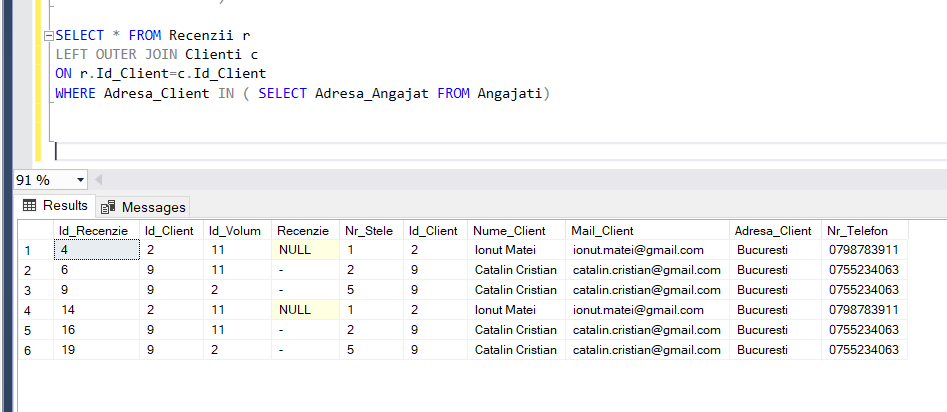 SELECT * FROM Recenzii r
LEFT OUTER JOIN Clienti c
ON r.Id_Client=c.Id_Client
WHERE Adresa_Client IN ( SELECT Adresa_Angajat FROM Angajati)
91 %
Results Messages
Id_Recenzie Id_Client Id_Volum Recenzie Nr_Stele Id_Client Nume_Client Mail_Client Adresa_Client Nr_Telefon
1 4 2 11 NULL 1 2 Ionut Matei ionut.matei@gmail.com Bucuresti 0798783911
2 6 9 11 - 2 9 Catalin Cristian catalin.cristian@gmail.com Bucuresti 0755234063
3 9 9 2 - 5 9 Catalin Cristian catalin.cristian@gmail.com Bucuresti 0755234063
4 14 2 11 NULL 1 2 Ionut Matei ionut.matei@gmail.com Bucuresti 0798783911
5 16 9 11 - 2 9 Catalin Cristian catalin.cristian@gmail.com Bucuresti 0755234063
6 19 9 2 - 5 9 Catalin Cristian catalin.cristian@gmail.com Bucuresti 0755234063